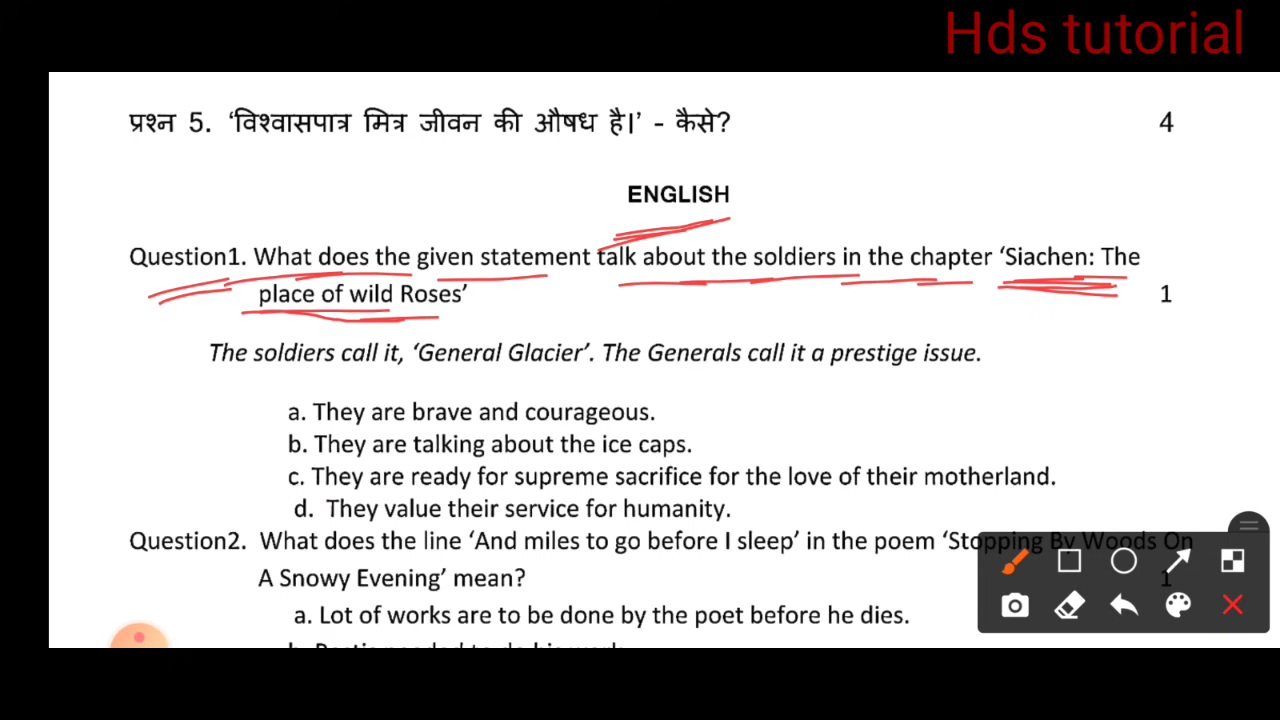 Hds tutorial
प्रश्न 5. 'विश्वासपात्र मित्र जीवन की औषध है।' - कैसे? 4
ENGLISH
Question1. What does the given statement talk about the soldiers in the chapter 'Siachen: The
place of wild Roses' 1
The soldiers call it, 'General Glacier'. The Generals call it a prestige issue.
a. They are brave and courageous.
b. They are talking about the ice caps.
c. They are ready for supreme sacrifice for the love of their motherland.
d. They value their service for humanity.
Question2. What does the line 'And miles to go before I sleep' in the poem 'Stopping By Woods On
A Snowy Evening' mean? 1
a. Lot of works are to be done by the poet before he dies.